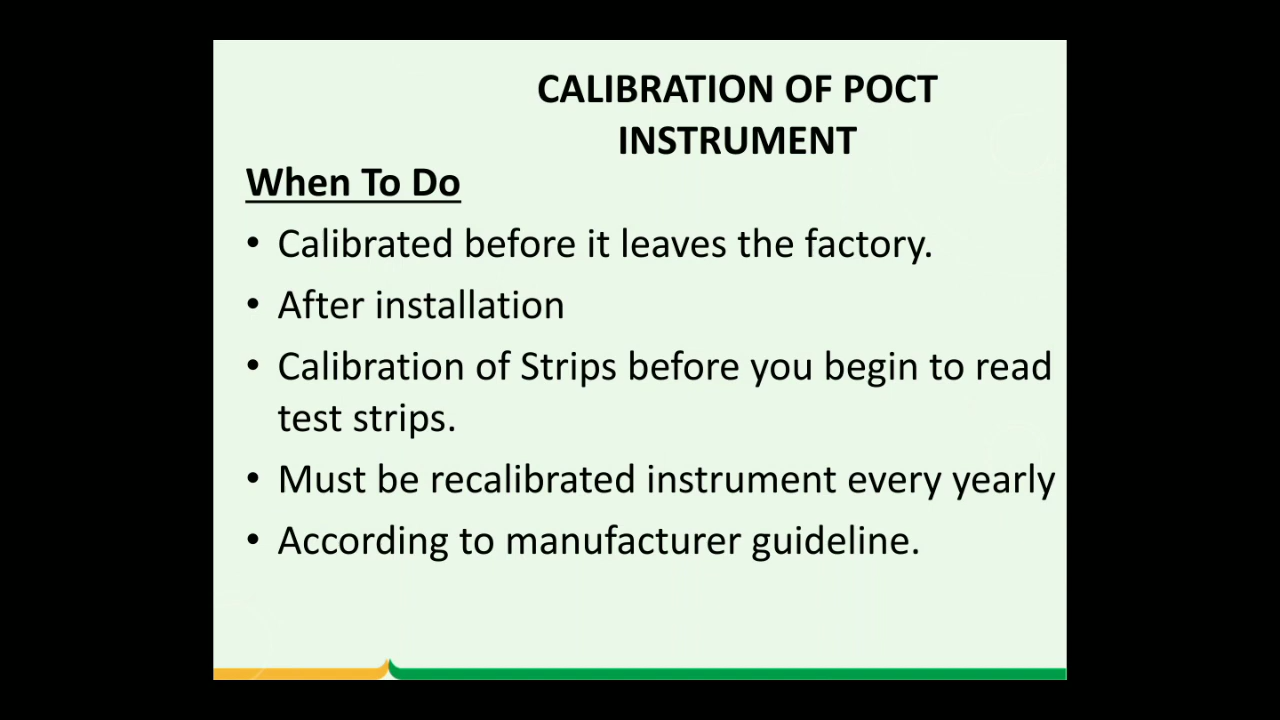 CALIBRATION OF POCT
INSTRUMENT
When To Do
• Calibrated before it leaves the factory.
• After installation
• Calibration of Strips before you begin to read
test strips.
• Must be recalibrated instrument every yearly
• According to manufacturer guideline.